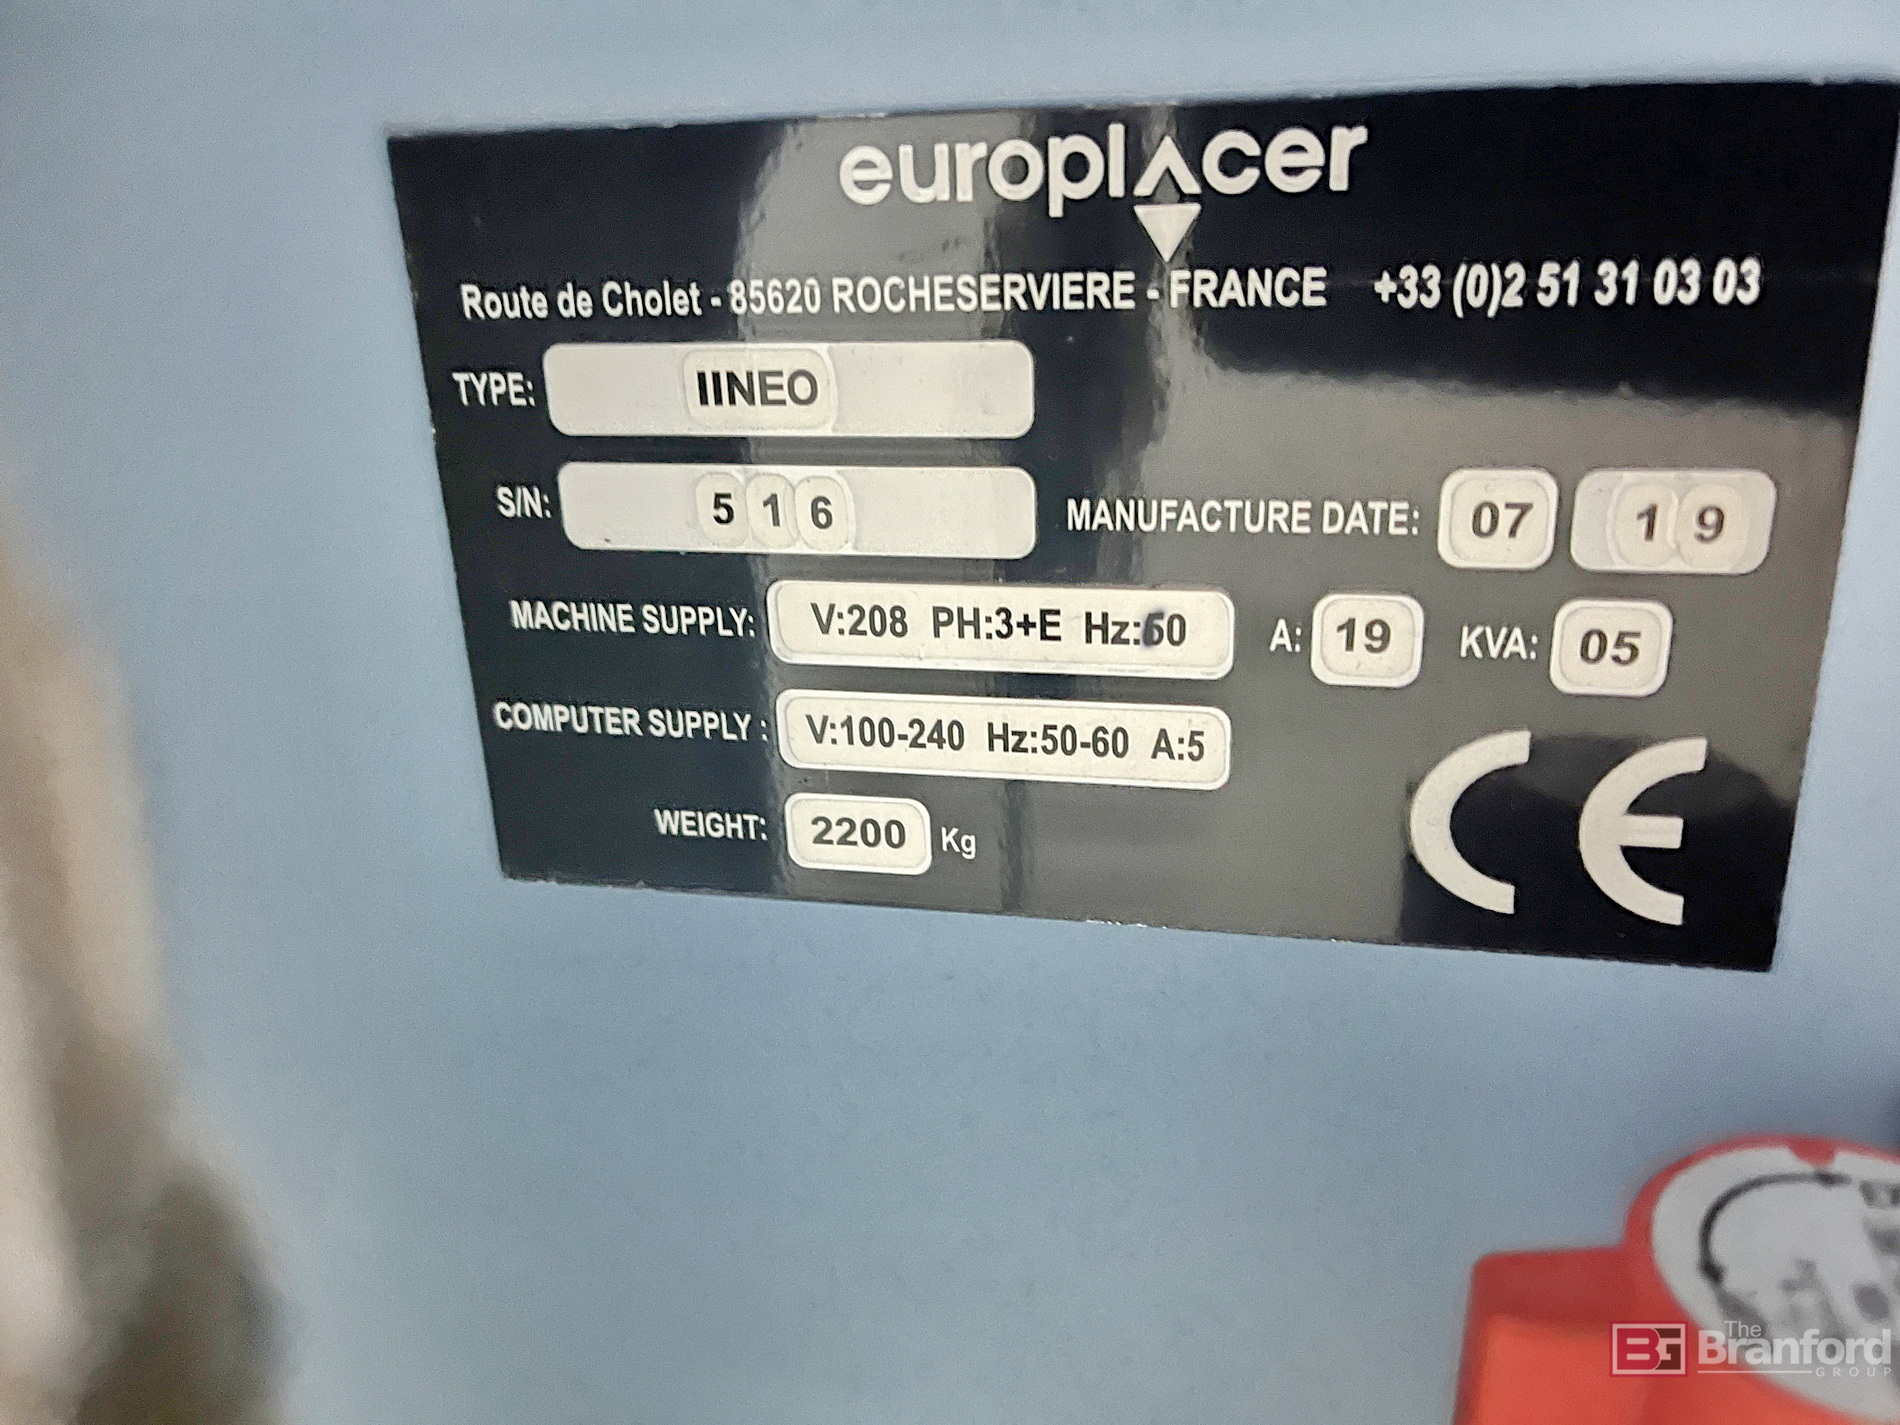 europlacer
Route de Cholet - 85620 ROCHESERVIERE - FRANCE +33 (0)2 51 31 03 03
TYPE: IINEO
S/N: 516 MANUFACTURE DATE: 07 19
MACHINE SUPPLY: V:208 PH:3+E Hz:60 A: 19 KVA: 05
COMPUTER SUPPLY : V:100-240 Hz:50-60 A:5
WEIGHT: 2200 Kg
CE
BG The Branford GROUP